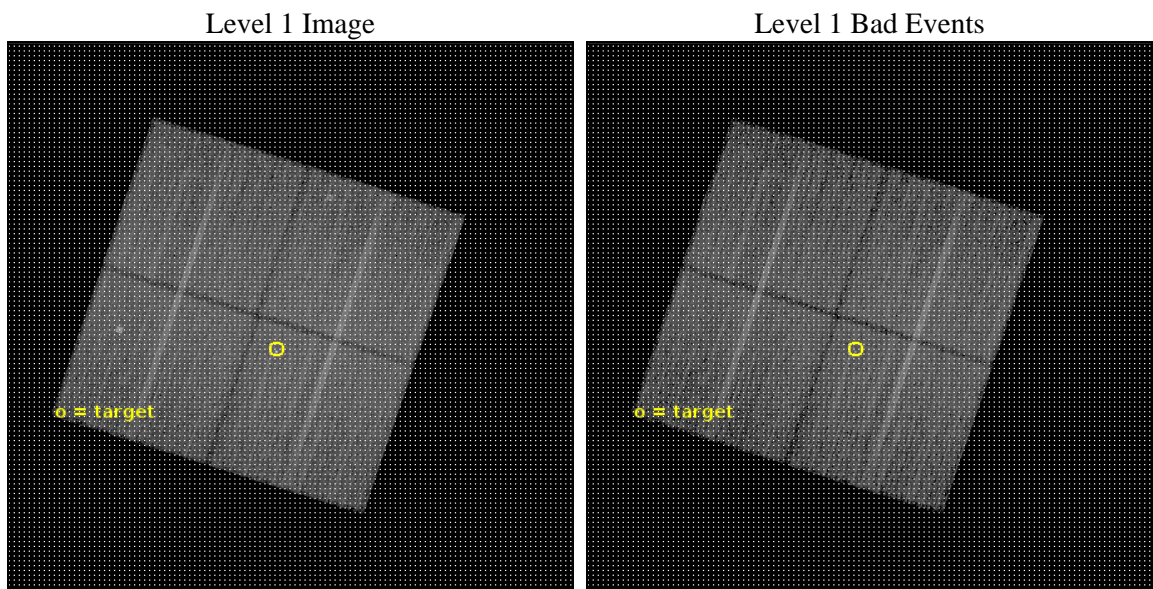 Level 1 Image
Level 1 Bad Events
o = target
o = target